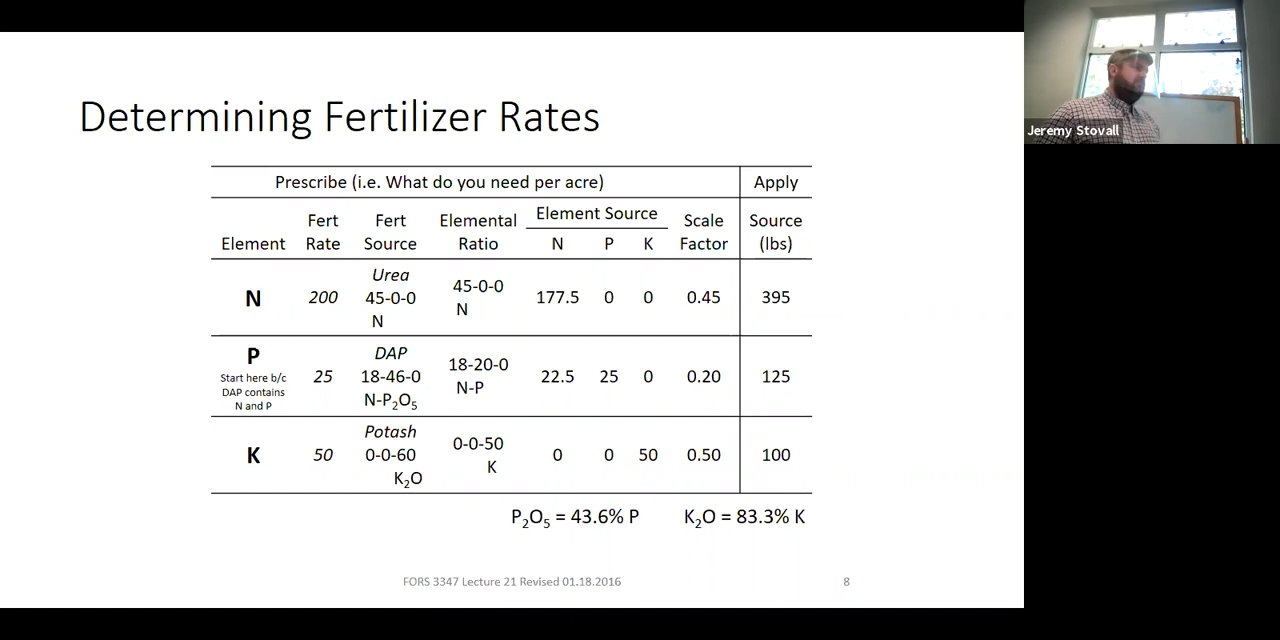 Jeremy Stovall
Determining Fertilizer Rates
Prescribe (i.e. What do you need per acre) Apply
Element Fert Rate Fert Source Elemental Ratio Element Source N P K Scale Factor Source (lbs)
N 200 Urea 45-0-0 N 45-0-0 N 177.5 0 0 0.45 395
P Start here b/c DAP contains N and P 25 DAP 18-46-0 N-P₂O₅ 18-20-0 N-P 22.5 25 0 0.20 125
K 50 Potash 0-0-60 K₂O 0-0-50 K 0 0 50 0.50 100
P₂O₅ = 43.6% P K₂O = 83.3% K
FORS 3347 Lecture 21 Revised 01.18.2016 8